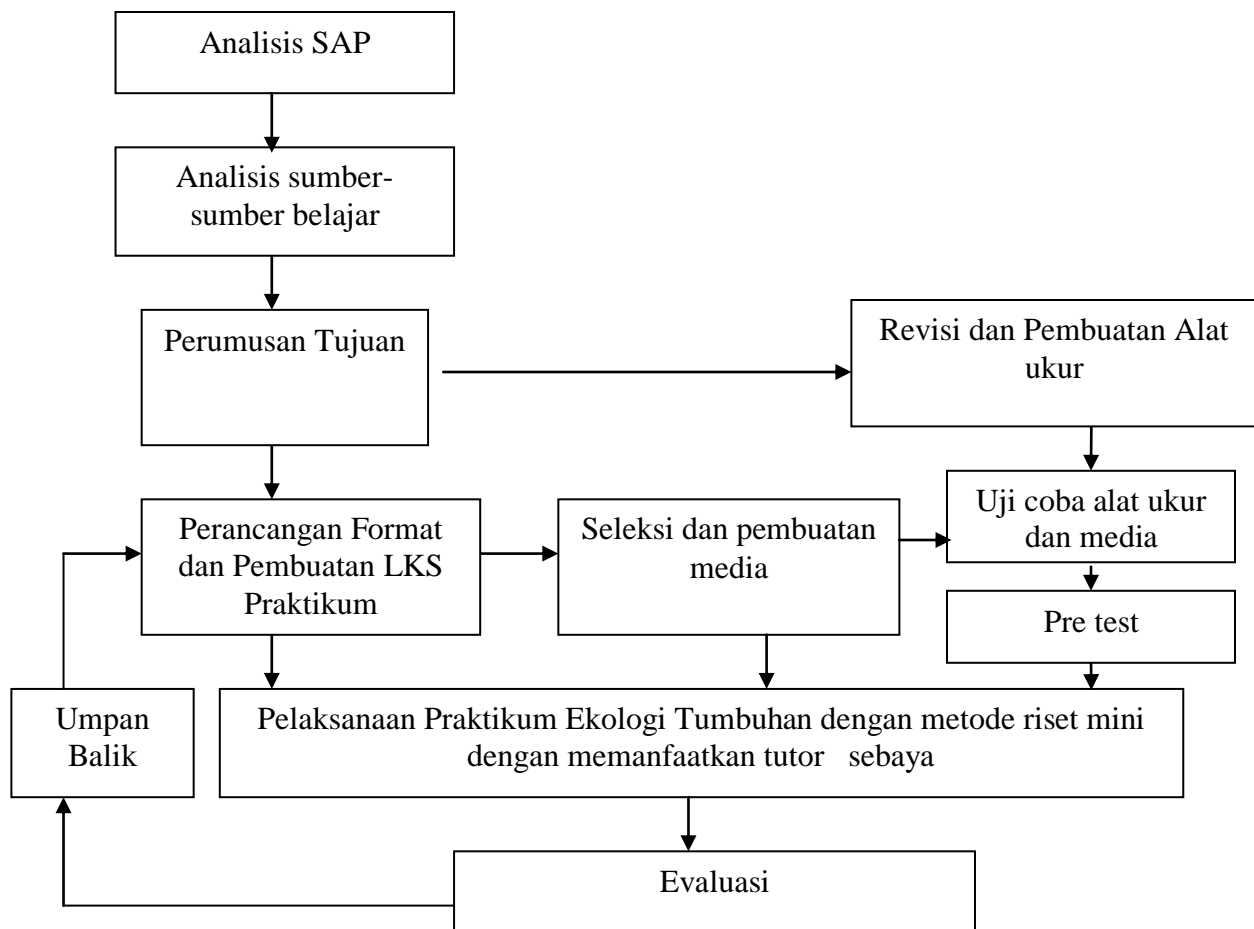 Analisis SAP
Analisis sumber-
sumber belajar
Perumusan Tujuan
Revisi dan Pembuatan Alat
ukur
Perancangan Format
dan Pembuatan LKS
Praktikum
Seleksi dan pembuatan
media
Uji coba alat ukur
dan media
Pre test
Umpan
Balik
Pelaksanaan Praktikum Ekologi Tumbuhan dengan metode riset mini
dengan memanfaatkan tutor sebaya
Evaluasi